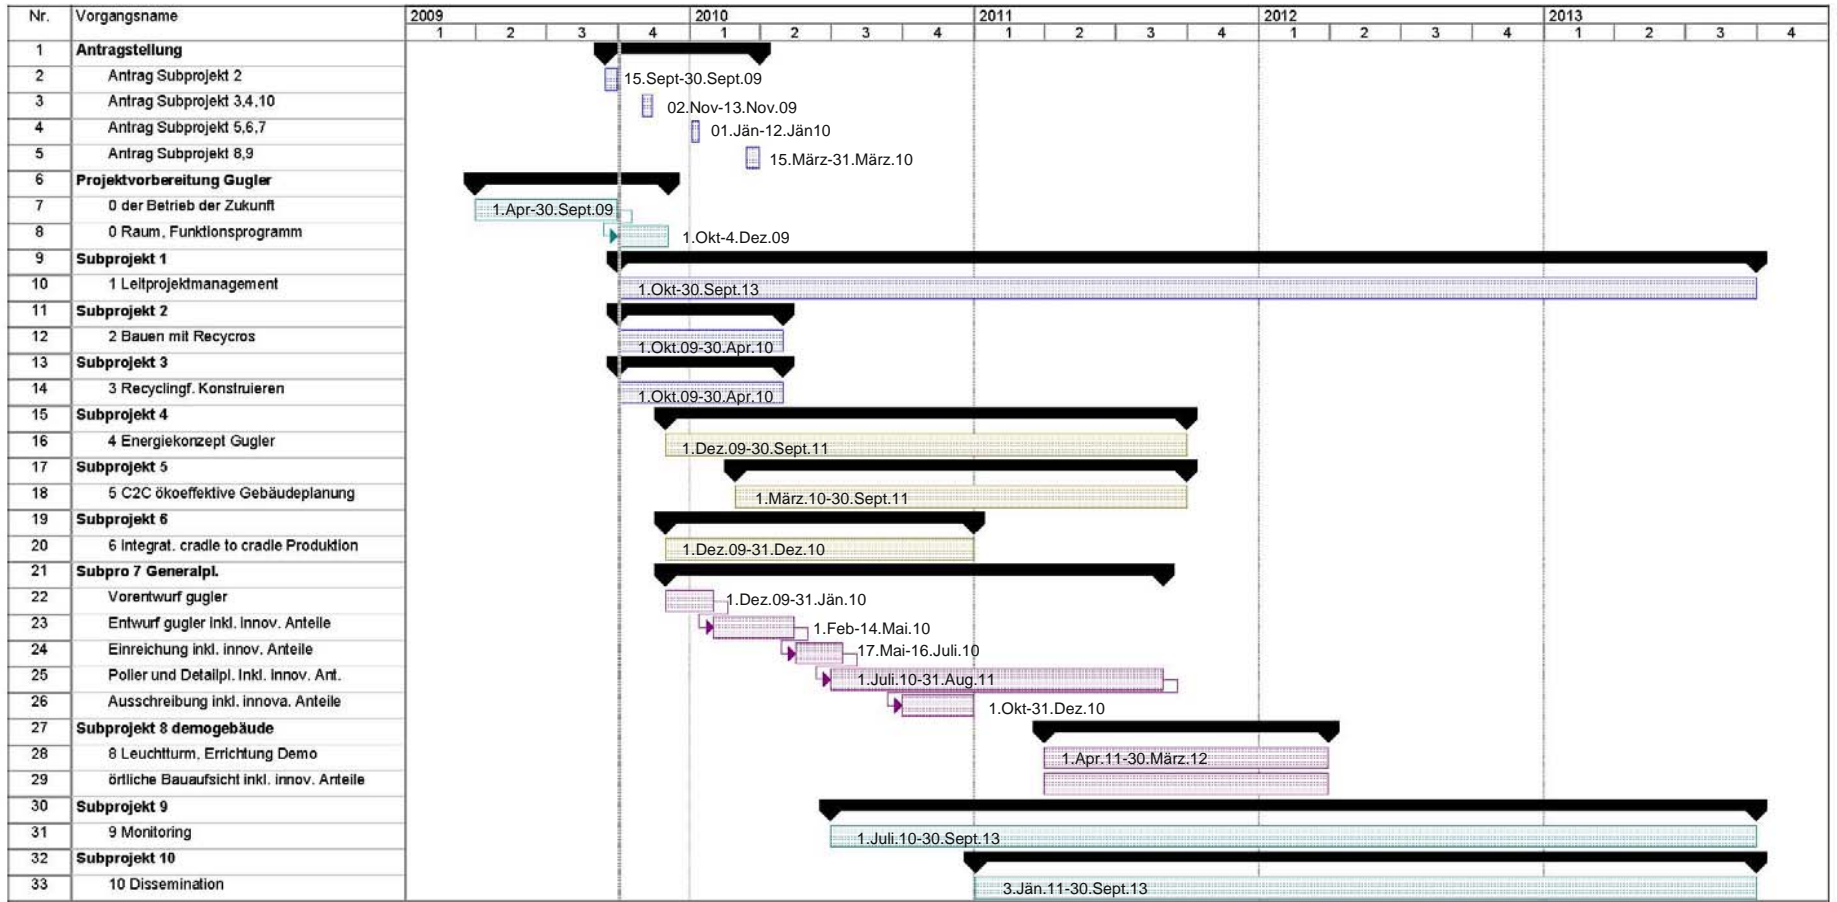 Nr. Vorgangsname 2009 2010 2011 2012 2013
1 2 3 4 1 2 3 4 1 2 3 4 1 2 3 4 1 2 3 4
1 Antragstellung
2 Antrag Subprojekt 2 15.Sept-30.Sept.09
3 Antrag Subprojekt 3,4,10 02.Nov-13.Nov.09
4 Antrag Subprojekt 5,6,7 01.Jän-12.Jän10
5 Antrag Subprojekt 8,9 15.März-31.März.10
6 Projektvorbereitung Gugler
7 0 der Betrieb der Zukunft 1.Apr-30.Sept.09
8 0 Raum, Funktionsprogramm 1.Okt-4.Dez.09
9 Subprojekt 1
10 1 Leitprojektmanagement 1.Okt-30.Sept.13
11 Subprojekt 2
12 2 Bauen mit Recycros 1.Okt.09-30.Apr.10
13 Subprojekt 3
14 3 Recyclingf. Konstruieren 1.Okt.09-30.Apr.10
15 Subprojekt 4
16 4 Energiekonzept Gugler 1.Dez.09-30.Sept.11
17 Subprojekt 5
18 5 C2C ökoeffektive Gebäudeplanung 1.März.10-30.Sept.11
19 Subprojekt 6
20 6 Integrat. cradle to cradle Produktion 1.Dez.09-31.Dez.10
21 Subpro 7 Generalpl.
22 Vorentwurf gugler 1.Dez.09-31.Jän.10
23 Entwurf gugler inkl. Innov. Anteile 1.Feb-14.Mai.10
24 Einreichung inkl. innov. Anteile 17.Mai-16.Juli.10
25 Polier und Detailpl. Inkl. Innov. Ant. 1.Juli.10-31.Aug.11
26 Ausschreibung inkl. innova. Anteile 1.Okt-31.Dez.10
27 Subprojekt 8 demogebäude
28 8 Leuchtturm, Errichtung Demo 1.Apr.11-30.März.12
29 örtliche Bauaufsicht inkl. innov. Anteile
30 Subprojekt 9
31 9 Monitoring 1.Juli.10-30.Sept.13
32 Subprojekt 10
33 10 Dissemination 3.Jän.11-30.Sept.13